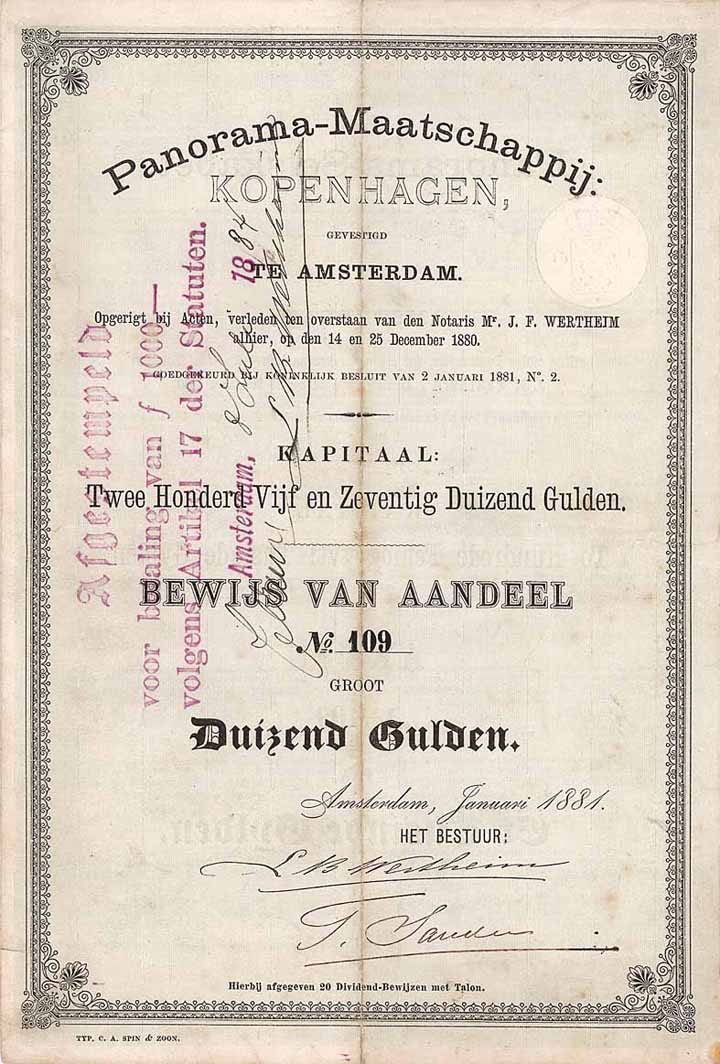 Panorama-Maatschappij:
KOPENHAGEN,
GEVESTIGD
TE AMSTERDAM.
Opgerigt bij Acten, verleden ten overstaan van den Notaris Mr. J. F. WERTHEIM
alhier, op den 14 en 25 December 1880.
GOEDGEKEURD BIJ KONINKLIJK BESLUIT VAN 2 JANUARI 1881, No. 2.
KAPITAAL:
Twee Honderd Vijf en Zeventig Duizend Gulden.
BEWIJS VAN AANDEEL
No. 109
GROOT
Duizend Gulden.
Amsterdam, Januari 1881.
HET BESTUUR:
Wertheim
Hierbij afgegeven 20 Dividend-Bewijzen met Talon.
TYP. C. A. SPIN & ZOON.
Afgestempeld
voor betaling van f 1000,—
volgens Artikel 17 der Statuten.
Amsterdam, 1884